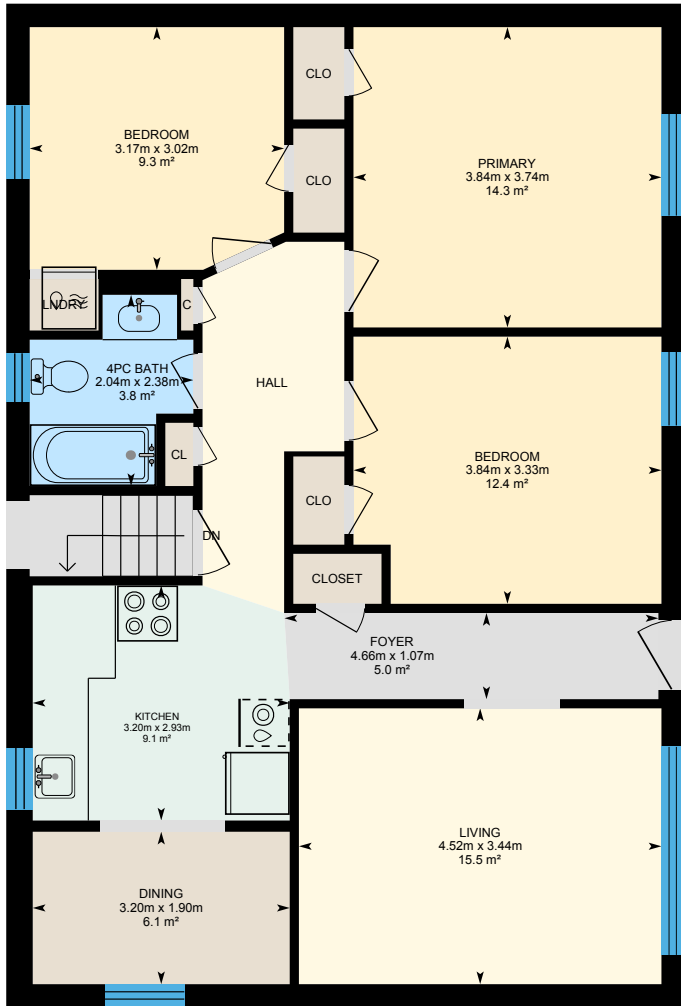 CLO
BEDROOM
3.17m x 3.02m
9.3 m²
CLO
PRIMARY
3.84m x 3.74m
14.3 m²
LNDRY
C
4PC BATH
2.04m x 2.38m
3.8 m²
HALL
CL
BEDROOM
3.84m x 3.33m
12.4 m²
CLO
DN
CLOSET
FOYER
4.66m x 1.07m
5.0 m²
KITCHEN
3.20m x 2.93m
9.1 m²
LIVING
4.52m x 3.44m
15.5 m²
DINING
3.20m x 1.90m
6.1 m²